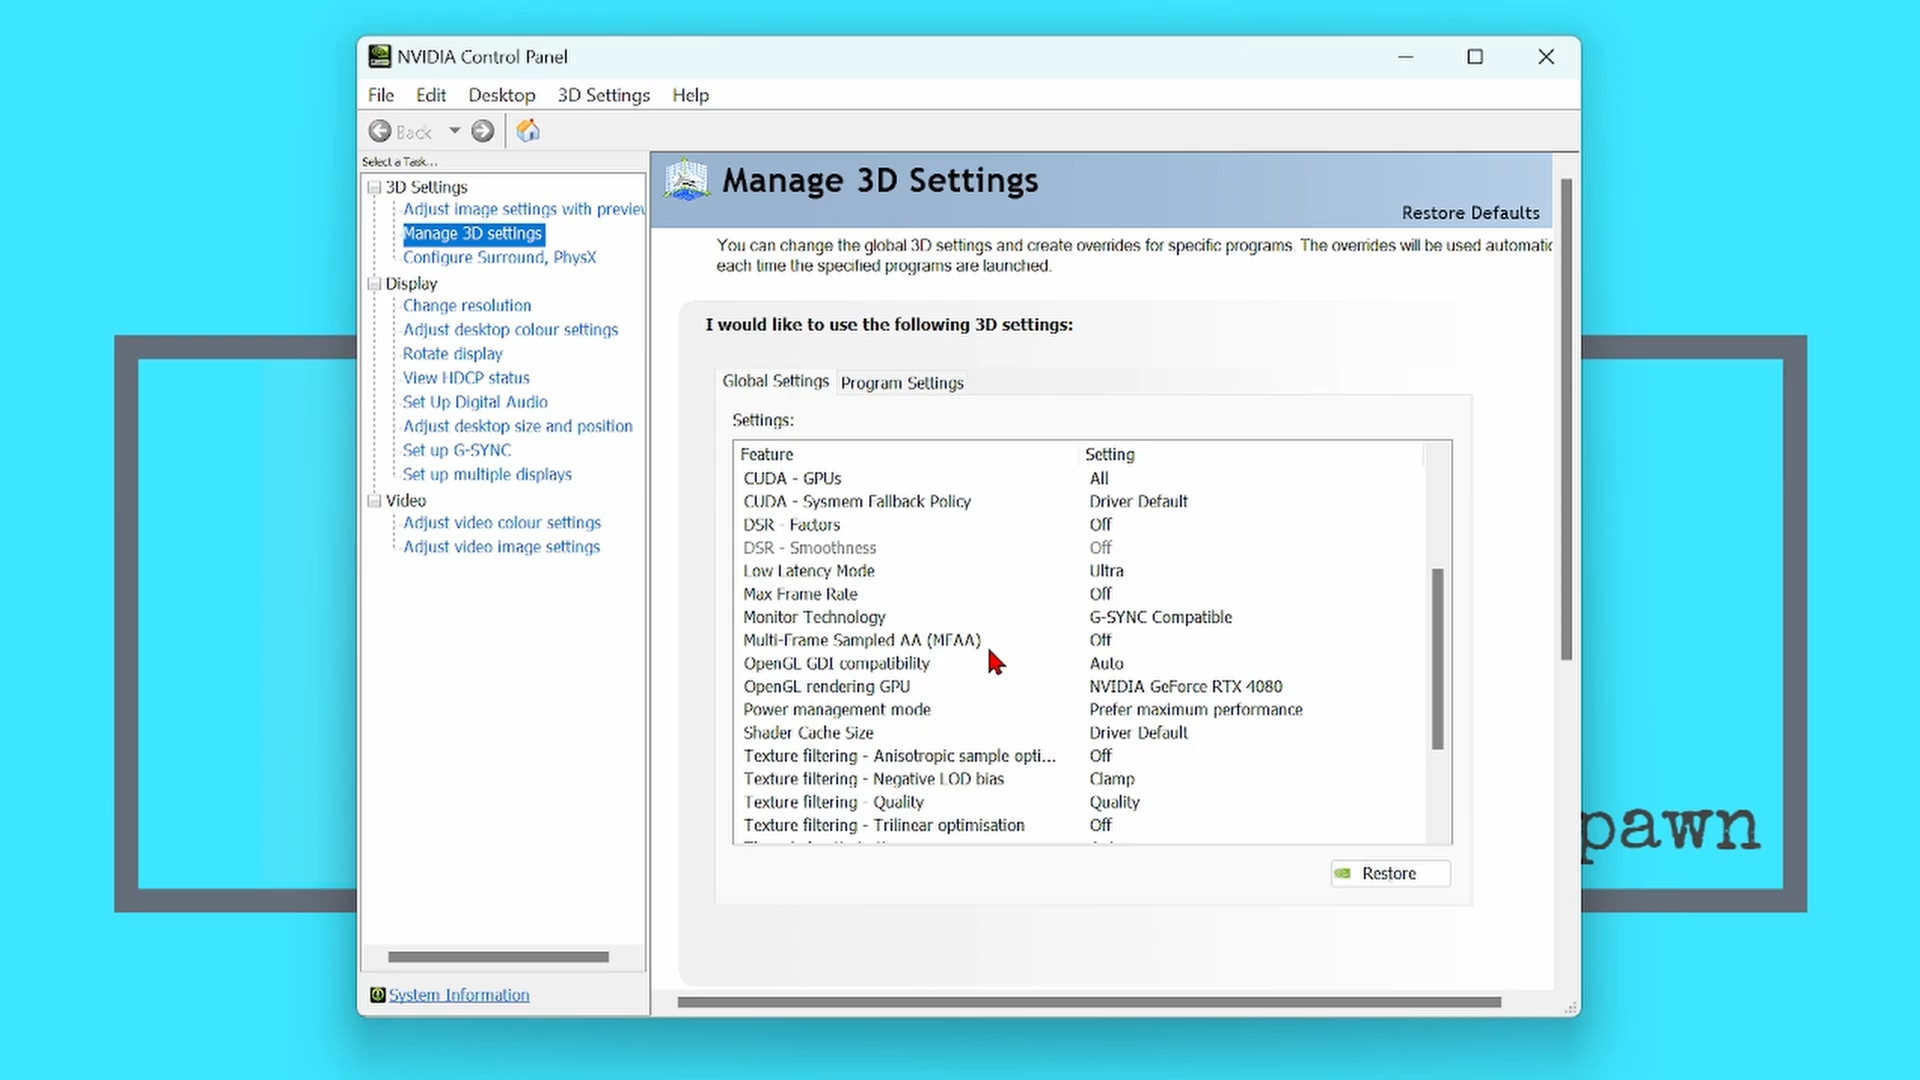 NVIDIA Control Panel
File Edit Desktop 3D Settings Help
Back
Select a Task...
3D Settings
Adjust image settings with preview
Manage 3D settings
Configure Surround, PhysX
Display
Change resolution
Adjust desktop colour settings
Rotate display
View HDCP status
Set Up Digital Audio
Adjust desktop size and position
Set up G-SYNC
Set up multiple displays
Video
Adjust video colour settings
Adjust video image settings
System Information
Manage 3D Settings
Restore Defaults
You can change the global 3D settings and create overrides for specific programs. The overrides will be used automatic
each time the specified programs are launched.
I would like to use the following 3D settings:
Global Settings Program Settings
Settings:
Feature Setting
CUDA - GPUs All
CUDA - Sysmem Fallback Policy Driver Default
DSR - Factors Off
DSR - Smoothness Off
Low Latency Mode Ultra
Max Frame Rate Off
Monitor Technology G-SYNC Compatible
Multi-Frame Sampled AA (MFAA) Off
OpenGL GDI compatibility Auto
OpenGL rendering GPU NVIDIA GeForce RTX 4080
Power management mode Prefer maximum performance
Shader Cache Size Driver Default
Texture filtering - Anisotropic sample opti... Off
Texture filtering - Negative LOD bias Clamp
Texture filtering - Quality Quality
Texture filtering - Trilinear optimisation Off
Restore
pawn